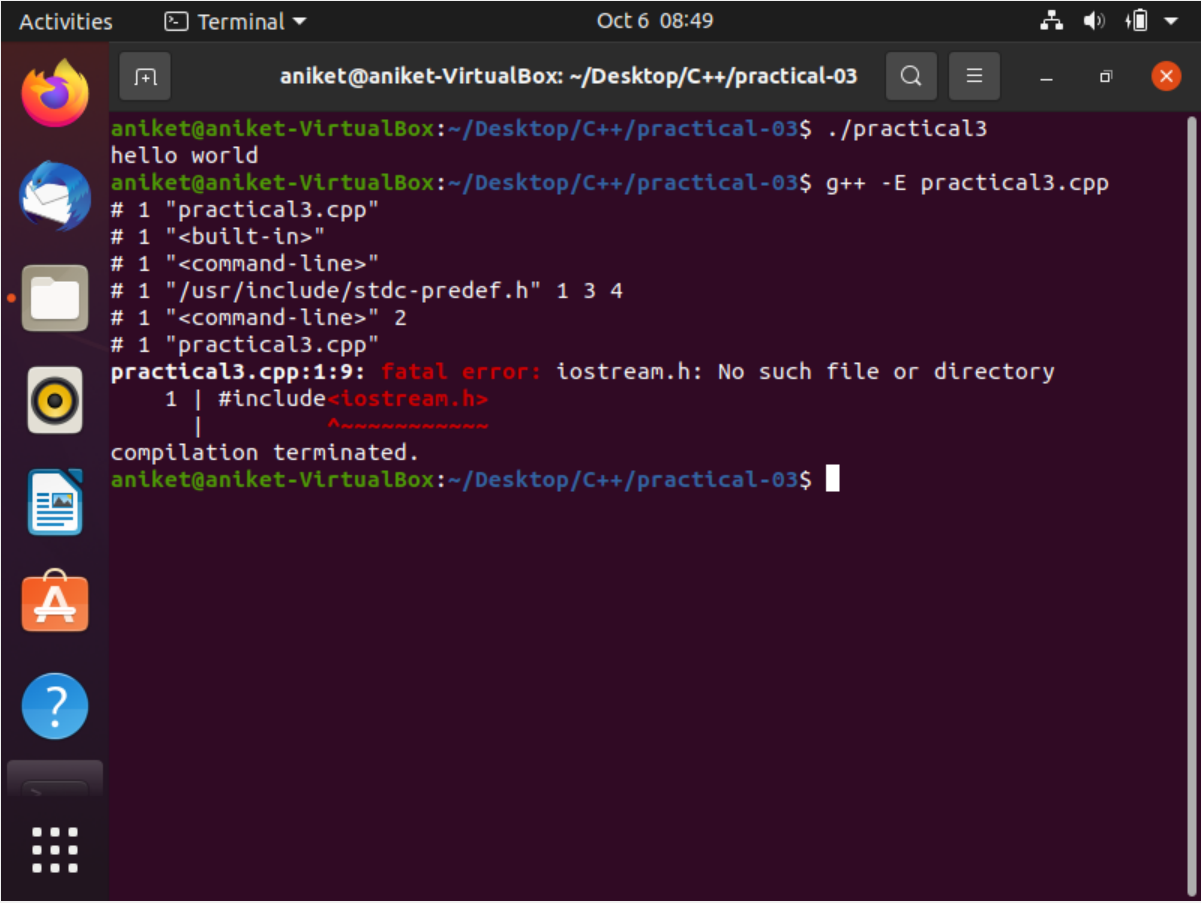 Activities Terminal Oct 6 08:49
aniket@aniket-VirtualBox: ~/Desktop/C++/practical-03
aniket@aniket-VirtualBox:~/Desktop/C++/practical-03$ ./practical3
hello world
aniket@aniket-VirtualBox:~/Desktop/C++/practical-03$ g++ -E practical3.cpp
# 1 "practical3.cpp"
# 1 "<built-in>"
# 1 "<command-line>"
# 1 "/usr/include/stdc-predef.h" 1 3 4
# 1 "<command-line>" 2
# 1 "practical3.cpp"
practical3.cpp:1:9: fatal error: iostream.h: No such file or directory
    1 | #include<iostream.h>
      |         ^~~~~~~~~~~~
compilation terminated.
aniket@aniket-VirtualBox:~/Desktop/C++/practical-03$